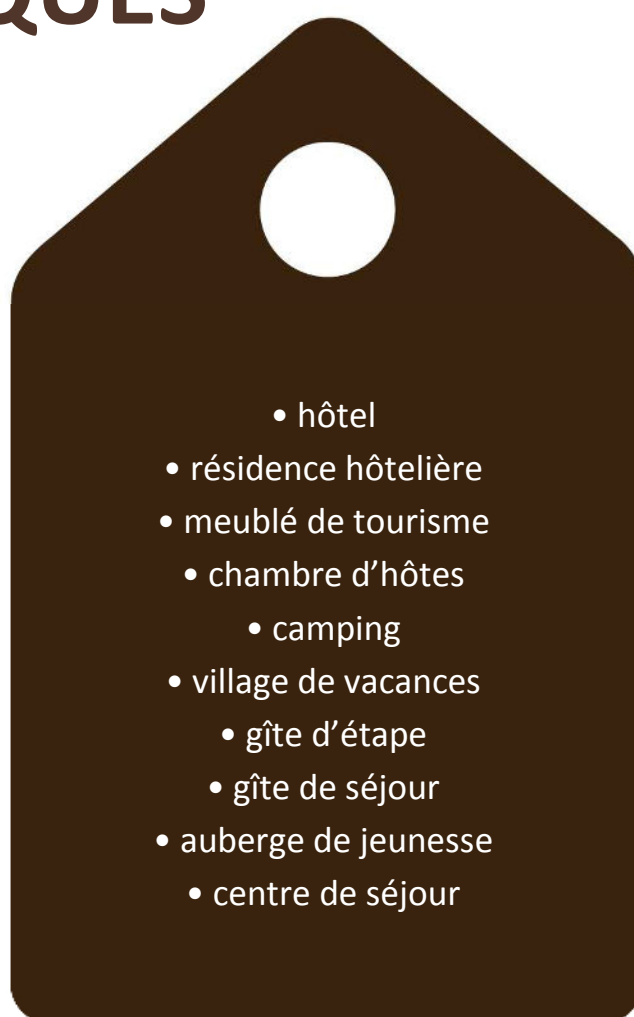 QUES
• hôtel
• résidence hôtelière
• meublé de tourisme
• chambre d’hôtes
• camping
• village de vacances
• gîte d’étape
• gîte de séjour
• auberge de jeunesse
• centre de séjour